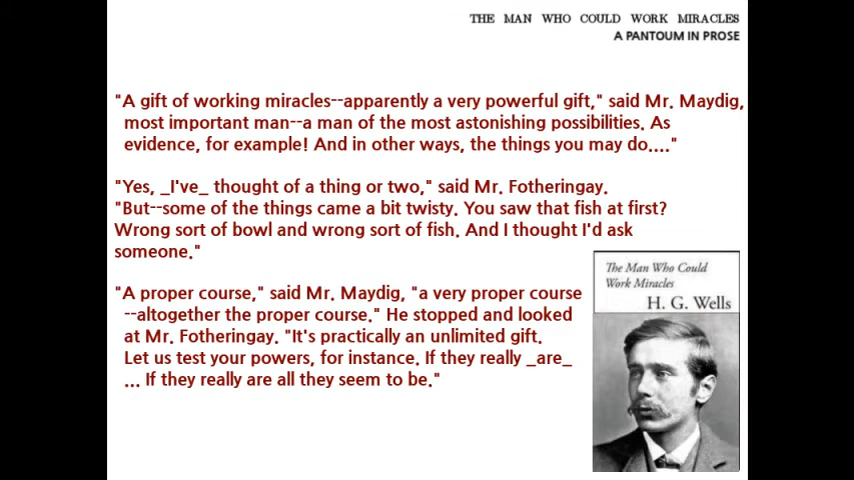 THE MAN WHO COULD WORK MIRACLES
A PANTOUM IN PROSE
"A gift of working miracles--apparently a very powerful gift," said Mr. Maydig,
most important man--a man of the most astonishing possibilities. As
evidence, for example! And in other ways, the things you may do...."
"Yes, _I've_ thought of a thing or two," said Mr. Fotheringay.
"But--some of the things came a bit twisty. You saw that fish at first?
Wrong sort of bowl and wrong sort of fish. And I thought I'd ask
someone."
"A proper course," said Mr. Maydig, "a very proper course
--altogether the proper course." He stopped and looked
at Mr. Fotheringay. "It's practically an unlimited gift.
Let us test your powers, for instance. If they really _are_
... If they really are all they seem to be."
The Man Who Could
Work Miracles
H. G. Wells